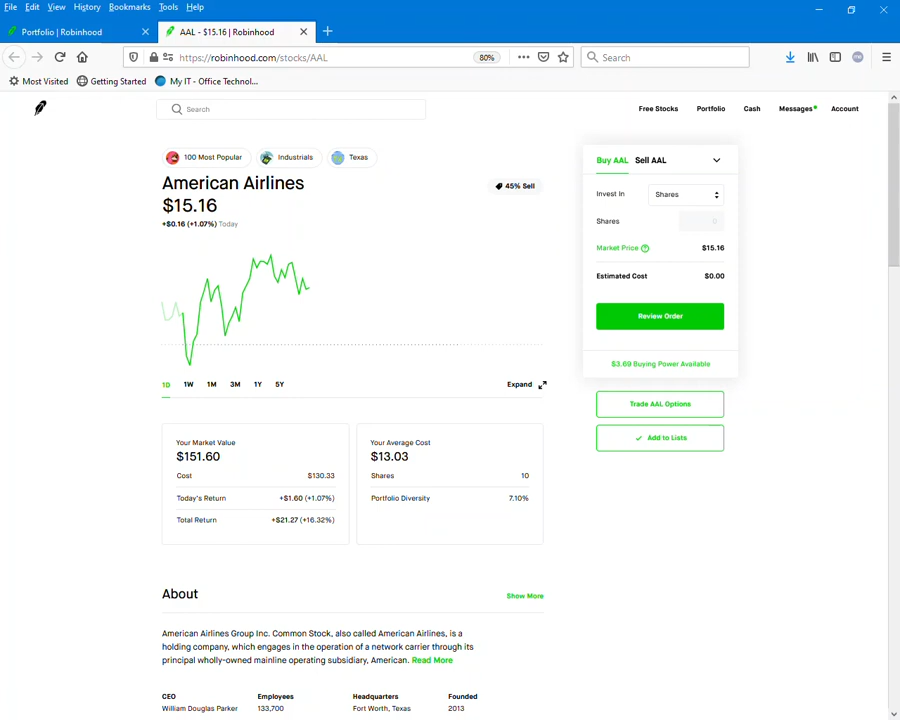 File Edit View History Bookmarks Tools Help
Portfolio | Robinhood
AAL - $15.16 | Robinhood
https://robinhood.com/stocks/AAL
80%
Search
Most Visited Getting Started My IT - Office Technol...
Search
Free Stocks Portfolio Cash Messages Account
100 Most Popular Industrials Texas
American Airlines
$15.16
+$0.16 (+1.07%) Today
45% Sell
1D 1W 1M 3M 1Y 5Y
Expand
Your Market Value
$151.60
Cost $130.33
Today's Return +$1.60 (+1.07%)
Total Return +$21.27 (+16.32%)
Your Average Cost
$13.03
Shares 10
Portfolio Diversity 7.10%
Buy AAL Sell AAL
Invest In Shares
Shares 0
Market Price $15.16
Estimated Cost $0.00
Review Order
$3.69 Buying Power Available
Trade AAL Options
Add to Lists
About
Show More
American Airlines Group Inc. Common Stock, also called American Airlines, is a
holding company, which engages in the operation of a network carrier through its
principal wholly-owned mainline operating subsidiary, American. Read More
CEO Employees Headquarters Founded
William Douglas Parker 133,700 Fort Worth, Texas 2013